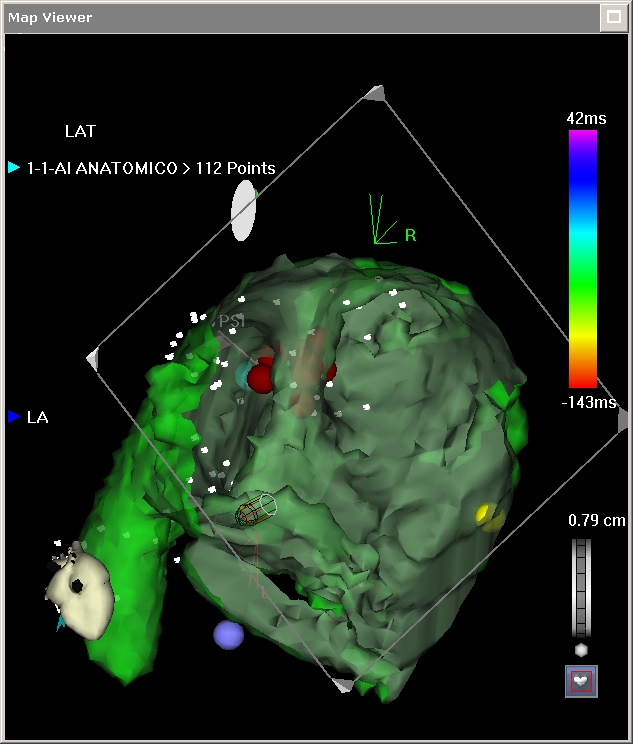 Map Viewer
LAT
42ms
1-1-AI ANATOMICO > 112 Points
R
PSI
-143ms
LA
0.79 cm